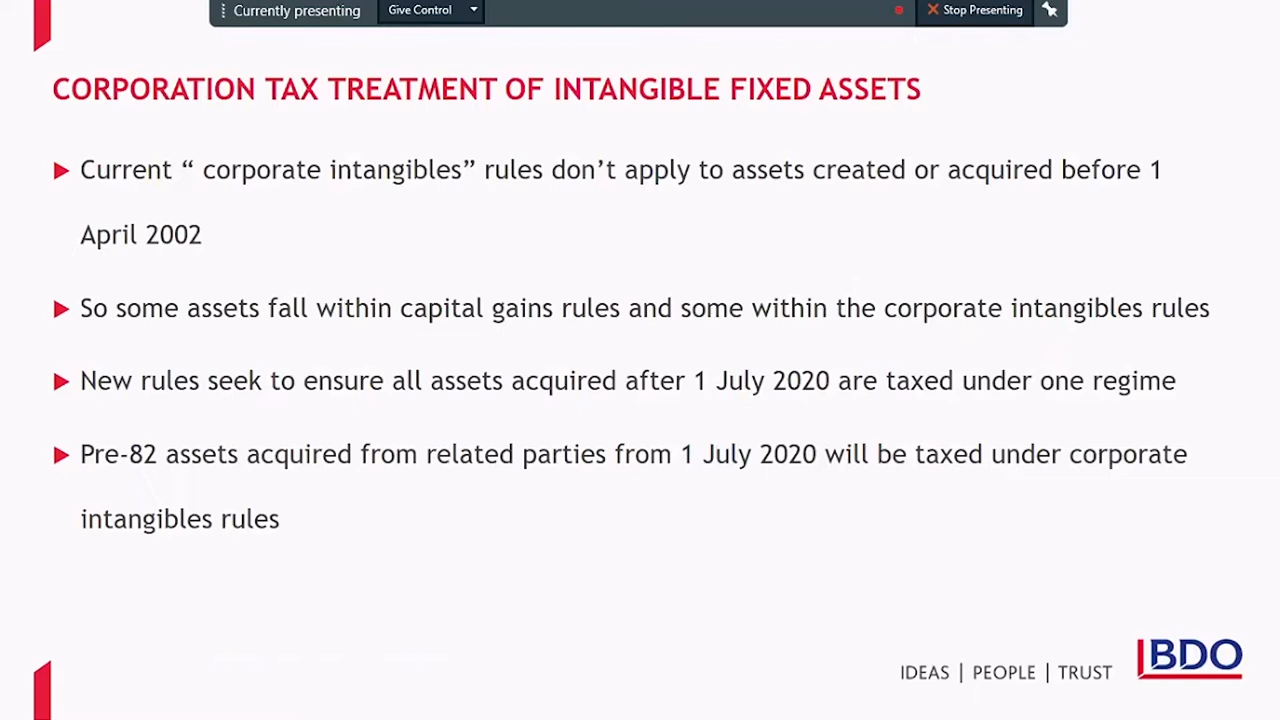 Currently presenting Give Control Stop Presenting
CORPORATION TAX TREATMENT OF INTANGIBLE FIXED ASSETS
Current “ corporate intangibles” rules don’t apply to assets created or acquired before 1
April 2002
So some assets fall within capital gains rules and some within the corporate intangibles rules
New rules seek to ensure all assets acquired after 1 July 2020 are taxed under one regime
Pre-82 assets acquired from related parties from 1 July 2020 will be taxed under corporate
intangibles rules
IDEAS | PEOPLE | TRUST
BDO